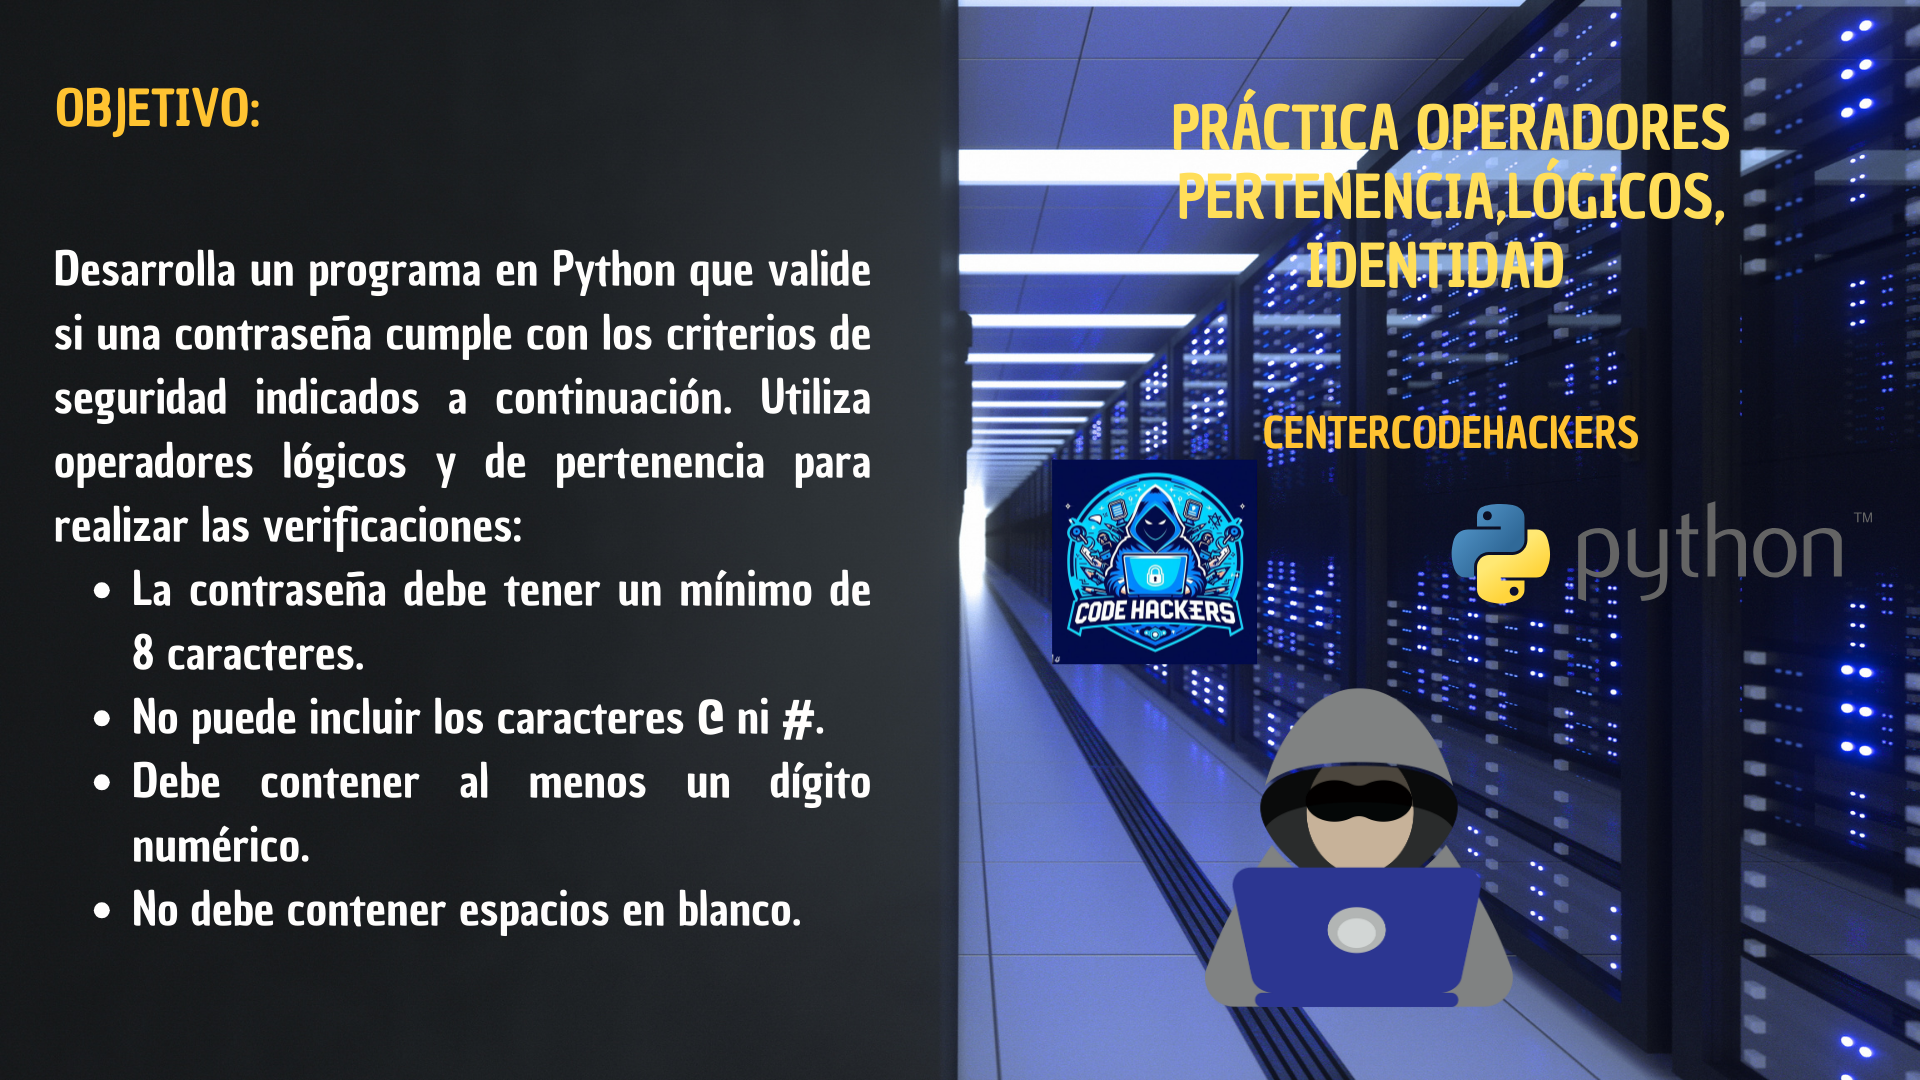 OBJETIVO:
Desarrolla un programa en Python que valide
si una contraseña cumple con los criterios de
seguridad indicados a continuación. Utiliza
operadores lógicos y de pertenencia para
realizar las verificaciones:
• La contraseña debe tener un mínimo de
8 caracteres.
• No puede incluir los caracteres @ ni #.
• Debe contener al menos un dígito
numérico.
• No debe contener espacios en blanco.
PRÁCTICA OPERADORES
PERTENENCIA,LÓGICOS,
IDENTIDAD
CENTERCODEHACKERS
CODE HACKERS
python™